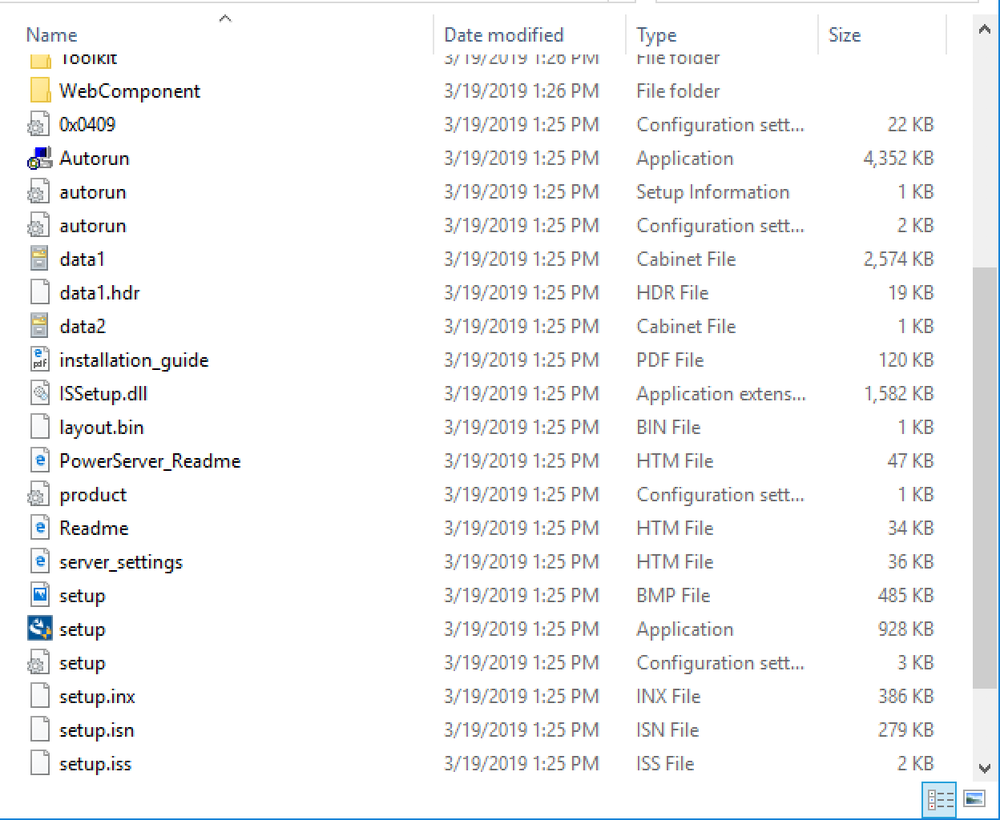 Name Date modified Type Size
Toolkit 3/19/2019 1:26 PM File folder
WebComponent 3/19/2019 1:26 PM File folder
0x0409 3/19/2019 1:25 PM Configuration sett... 22 KB
Autorun 3/19/2019 1:25 PM Application 4,352 KB
autorun 3/19/2019 1:25 PM Setup Information 1 KB
autorun 3/19/2019 1:25 PM Configuration sett... 2 KB
data1 3/19/2019 1:25 PM Cabinet File 2,574 KB
data1.hdr 3/19/2019 1:25 PM HDR File 19 KB
data2 3/19/2019 1:25 PM Cabinet File 1 KB
installation_guide 3/19/2019 1:25 PM PDF File 120 KB
ISSetup.dll 3/19/2019 1:25 PM Application extens... 1,582 KB
layout.bin 3/19/2019 1:25 PM BIN File 1 KB
PowerServer_Readme 3/19/2019 1:25 PM HTM File 47 KB
product 3/19/2019 1:25 PM Configuration sett... 1 KB
Readme 3/19/2019 1:25 PM HTM File 34 KB
server_settings 3/19/2019 1:25 PM HTM File 36 KB
setup 3/19/2019 1:25 PM BMP File 485 KB
setup 3/19/2019 1:25 PM Application 928 KB
setup 3/19/2019 1:25 PM Configuration sett... 3 KB
setup.inx 3/19/2019 1:25 PM INX File 386 KB
setup.isn 3/19/2019 1:25 PM ISN File 279 KB
setup.iss 3/19/2019 1:25 PM ISS File 2 KB